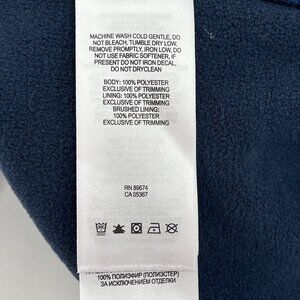 MACHINE WASH COLD GENTLE, DO
NOT BLEACH, TUMBLE DRY LOW,
REMOVE PROMPTLY, IRON LOW, DO
NOT USE FABRIC SOFTENER, IF
PRESENT DO NOT IRON DECAL,
DO NOT DRYCLEAN
BODY: 100% POLYESTER
EXCLUSIVE OF TRIMMING
LINING: 100% POLYESTER
EXCLUSIVE OF TRIMMING
BRUSHED LINING:
100% POLYESTER
EXCLUSIVE OF TRIMMING
RN 89674
CA 05367
100% ПОЛИЭФИР (ПОЛИЭСТЕР)
ЗА ИСКЛЮЧЕНИЕМ ОТДЕЛКИ